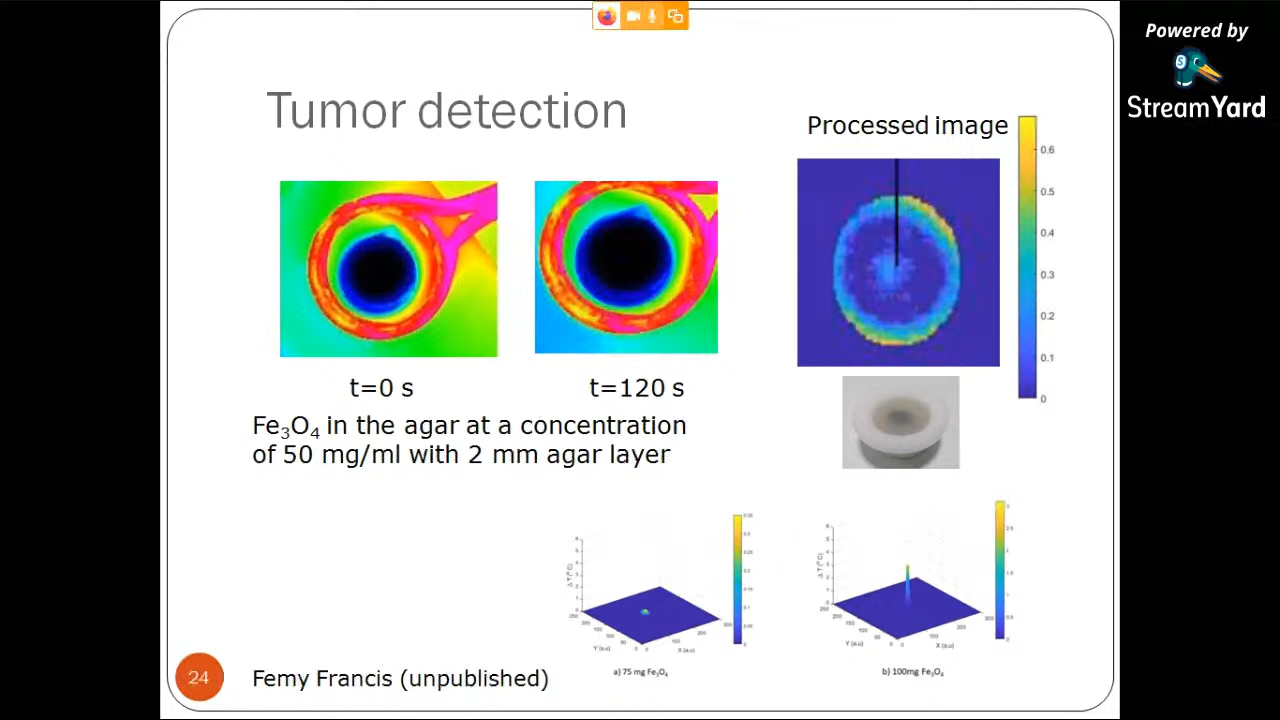 Powered by
StreamYard
Tumor detection
Processed image
0.6
0.5
0.4
0.3
0.2
0.1
0
t=0 s
t=120 s
Fe₃O₄ in the agar at a concentration
of 50 mg/ml with 2 mm agar layer
Δ T (°C)
Y (a.u)
X (a.u)
a) 75 mg Fe₃O₄
Δ T (°C)
Y (a.u)
X (a.u)
b) 100mg Fe₃O₄
24
Femy Francis (unpublished)